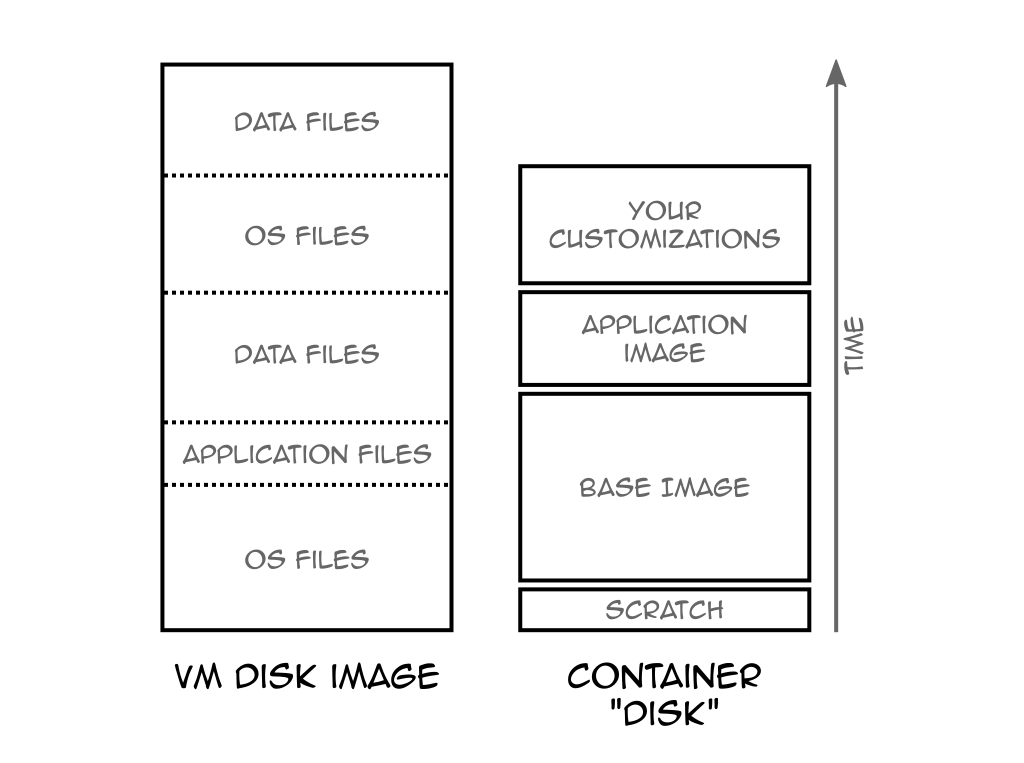 DATA FILES
OS FILES
DATA FILES
APPLICATION FILES
OS FILES
VM DISK IMAGE
YOUR
CUSTOMIZATIONS
APPLICATION
IMAGE
BASE IMAGE
SCRATCH
CONTAINER
"DISK"
TIME